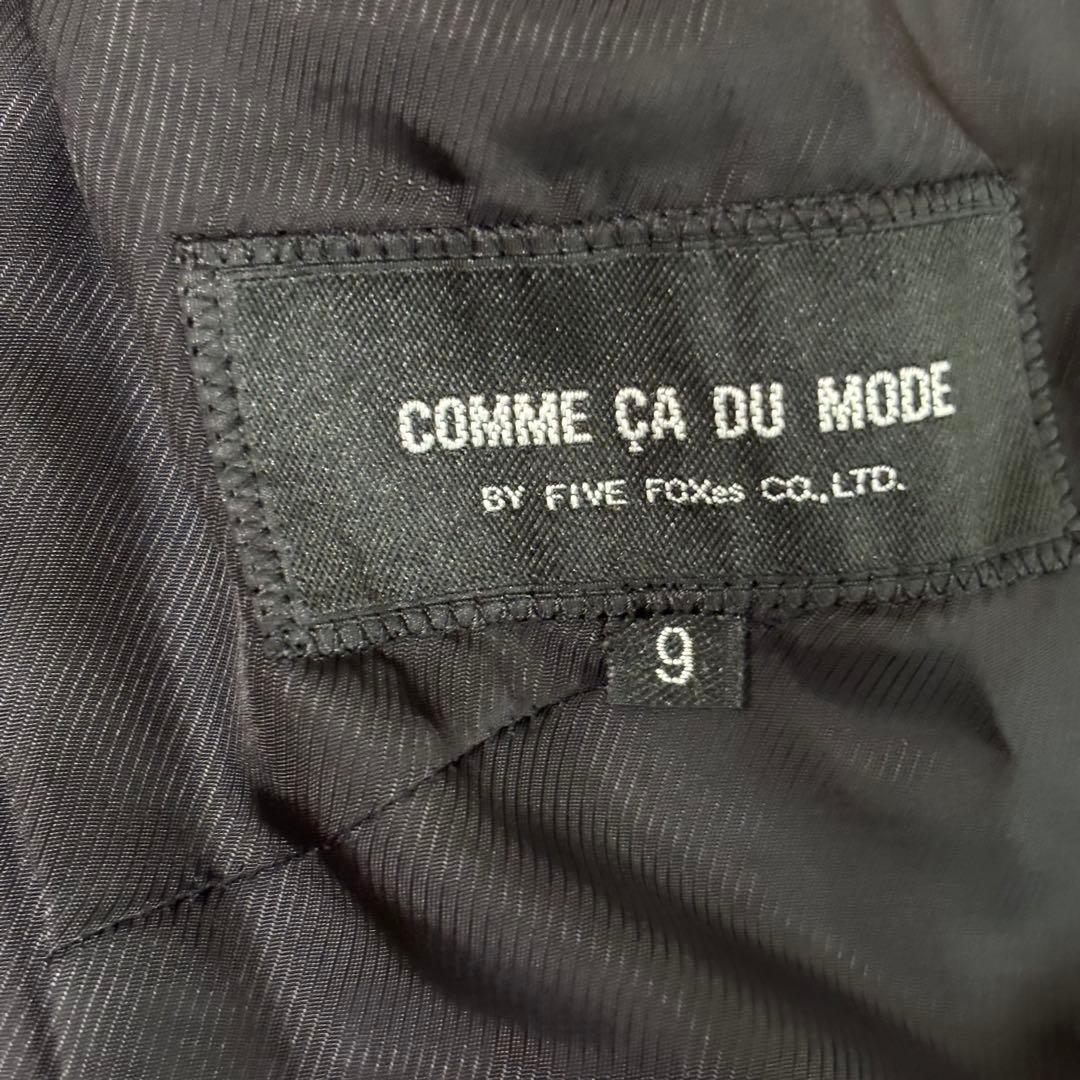 COMME ÇA DU MODE
BY FIVE FOXes CO.,LTD.
9